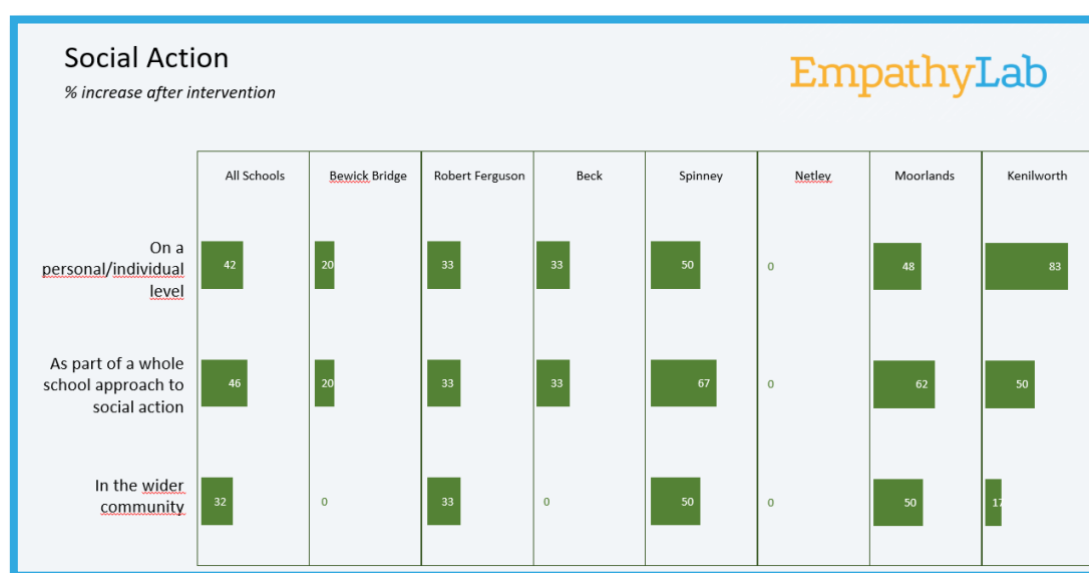 Social Action
% increase after intervention
EmpathyLab
All Schools Bewick Bridge Robert Ferguson Beck Spinney Netley Moorlands Kenilworth
On a
personal/individual
level
42 20 33 33 50 0 48 83
As part of a whole
school approach to
social action
46 20 33 33 67 0 62 50
In the wider
community
32 0 33 0 50 0 50 17